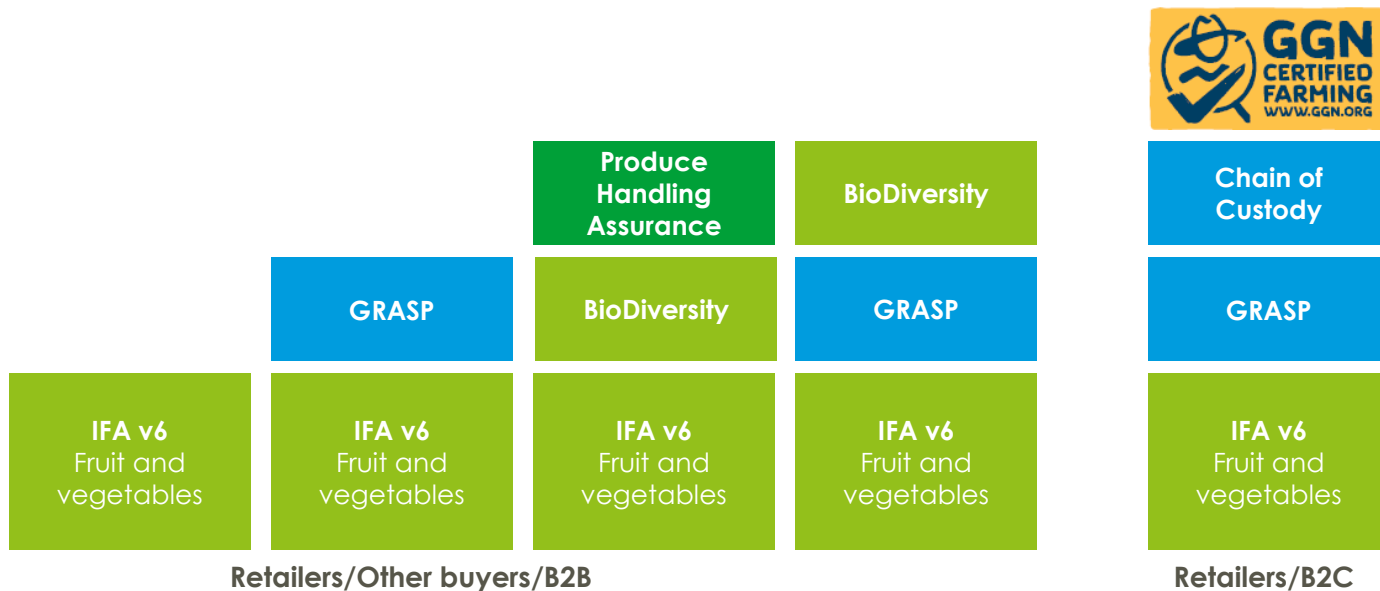 GGN
CERTIFIED
FARMING
WWW.GGN.ORG
Produce
Handling
Assurance
BioDiversity
Chain of
Custody
GRASP
BioDiversity
GRASP
GRASP
IFA v6
Fruit and
vegetables
IFA v6
Fruit and
vegetables
IFA v6
Fruit and
vegetables
IFA v6
Fruit and
vegetables
IFA v6
Fruit and
vegetables
Retailers/Other buyers/B2B
Retailers/B2C